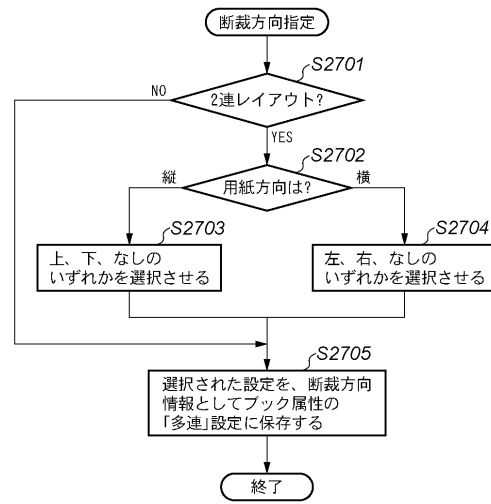 断裁方向指定
S2701
2連レイアウト?
NO
YES
S2702
用紙方向は?
縦
横
S2703
上、下、なしの
いずれかを選択させる
S2704
左、右、なしの
いずれかを選択させる
S2705
選択された設定を、断裁方向
情報としてブック属性の
「多連」設定に保存する
終了